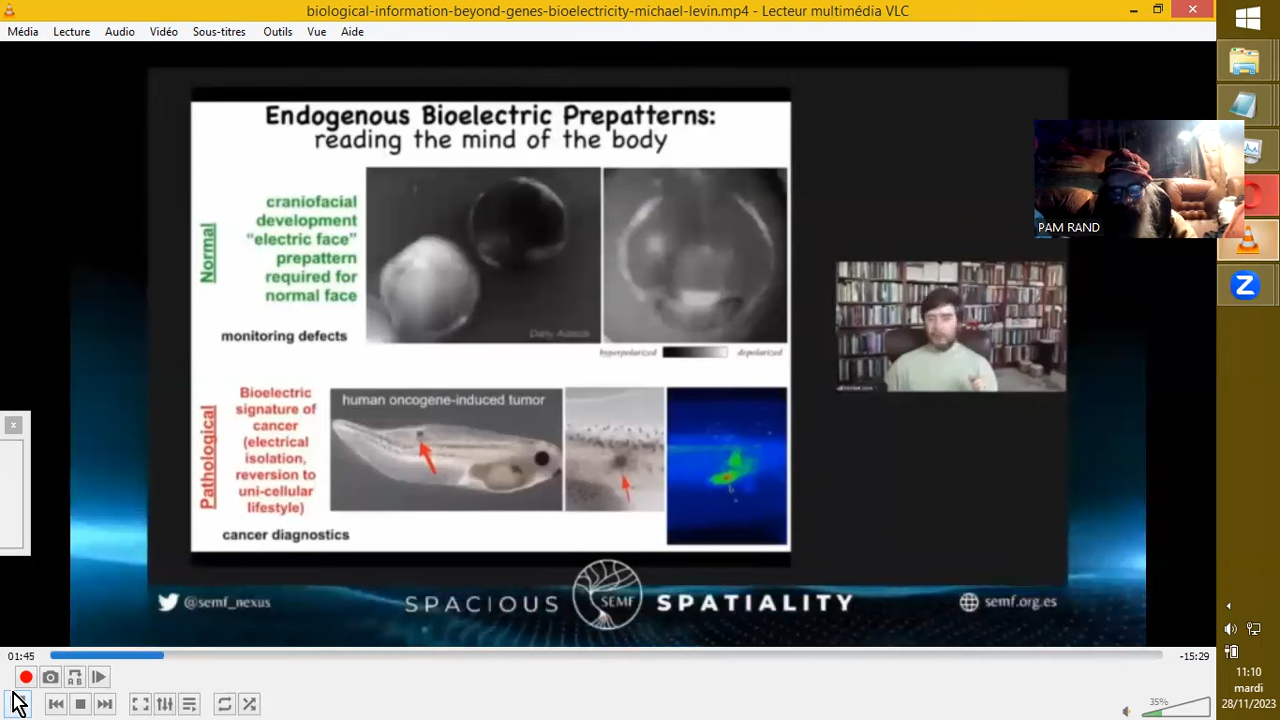 biological-information-beyond-genes-bioelectricity-michael-levin.mp4 - Lecteur multimédia VLC
Média Lecture Audio Vidéo Sous-titres Outils Vue Aide
Endogenous Bioelectric Prepatterns:
reading the mind of the body
Normal
craniofacial
development
“electric face”
prepattern
required for
normal face
monitoring defects
Dany Adams
hyperpolarized
depolarized
Pathological
Bioelectric
signature of
cancer
(electrical
isolation,
reversion to
uni-cellular
lifestyle)
cancer diagnostics
human oncogene-induced tumor
PAM RAND
@semf_nexus
SPACIOUS SEMF SPATIALITY
semf.org.es
01:45
-15:29
A B
35%
11:10
mardi
28/11/2023